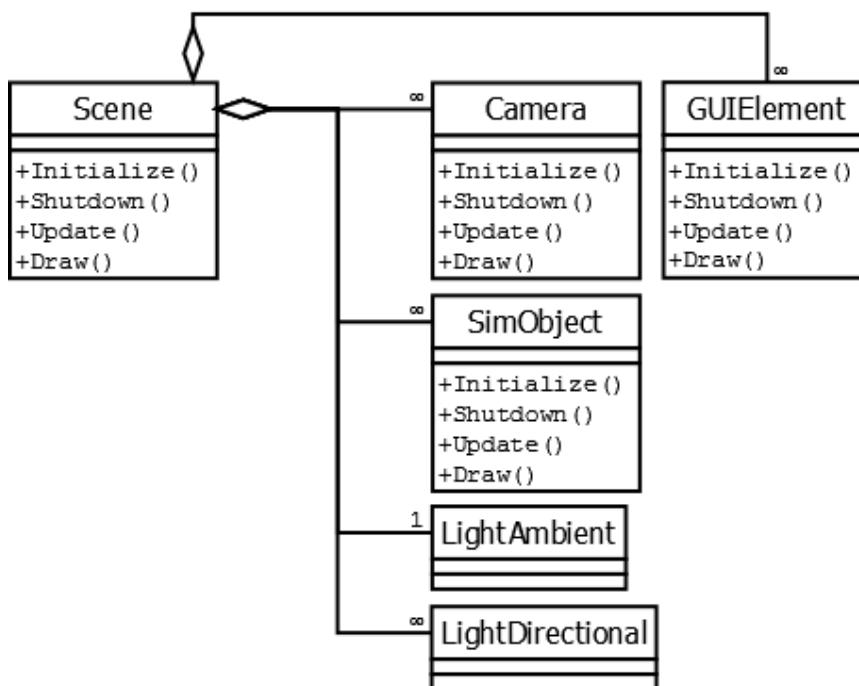 ∞
Scene
+Initialize()
+Shutdown()
+Update()
+Draw()
∞
Camera
+Initialize()
+Shutdown()
+Update()
+Draw()
GUIElement
+Initialize()
+Shutdown()
+Update()
+Draw()
∞
SimObject
+Initialize()
+Shutdown()
+Update()
+Draw()
1
LightAmbient
∞
LightDirectional